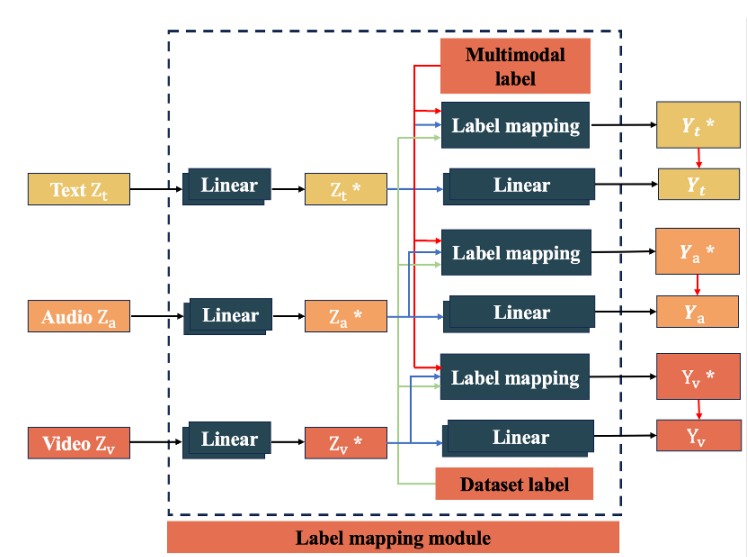 Multimodal
label
Label mapping
Y_t *
Text Z_t
Linear
Z_t *
Linear
Y_t
Label mapping
Y_a *
Audio Z_a
Linear
Z_a *
Linear
Y_a
Label mapping
Y_v *
Video Z_v
Linear
Z_v *
Linear
Y_v
Dataset label
Label mapping module